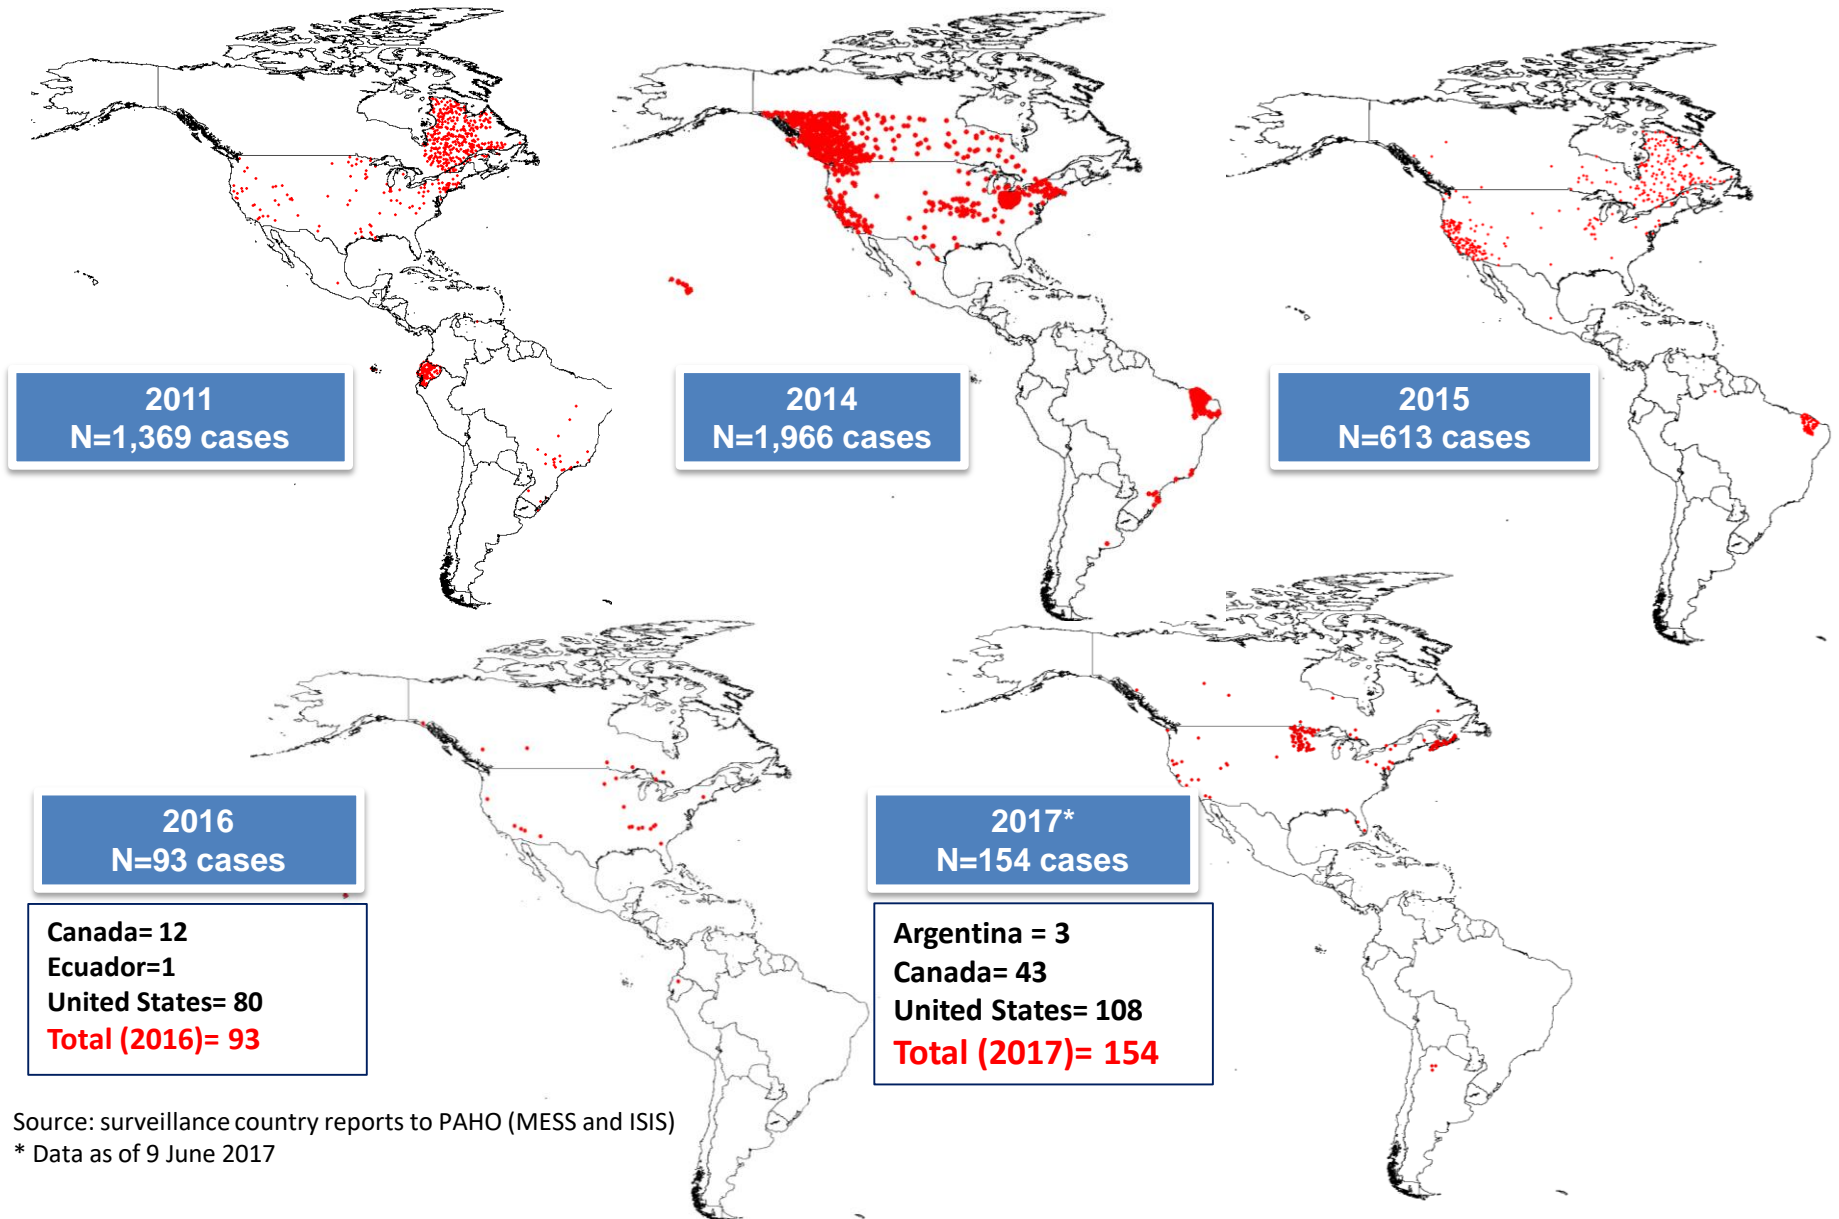 2011
N=1,369 cases
2014
N=1,966 cases
2015
N=613 cases
2016
N=93 cases
Canada= 12
Ecuador=1
United States= 80
Total (2016)= 93
2017*
N=154 cases
Argentina = 3
Canada= 43
United States= 108
Total (2017)= 154
Source: surveillance country reports to PAHO (MESS and ISIS)
* Data as of 9 June 2017